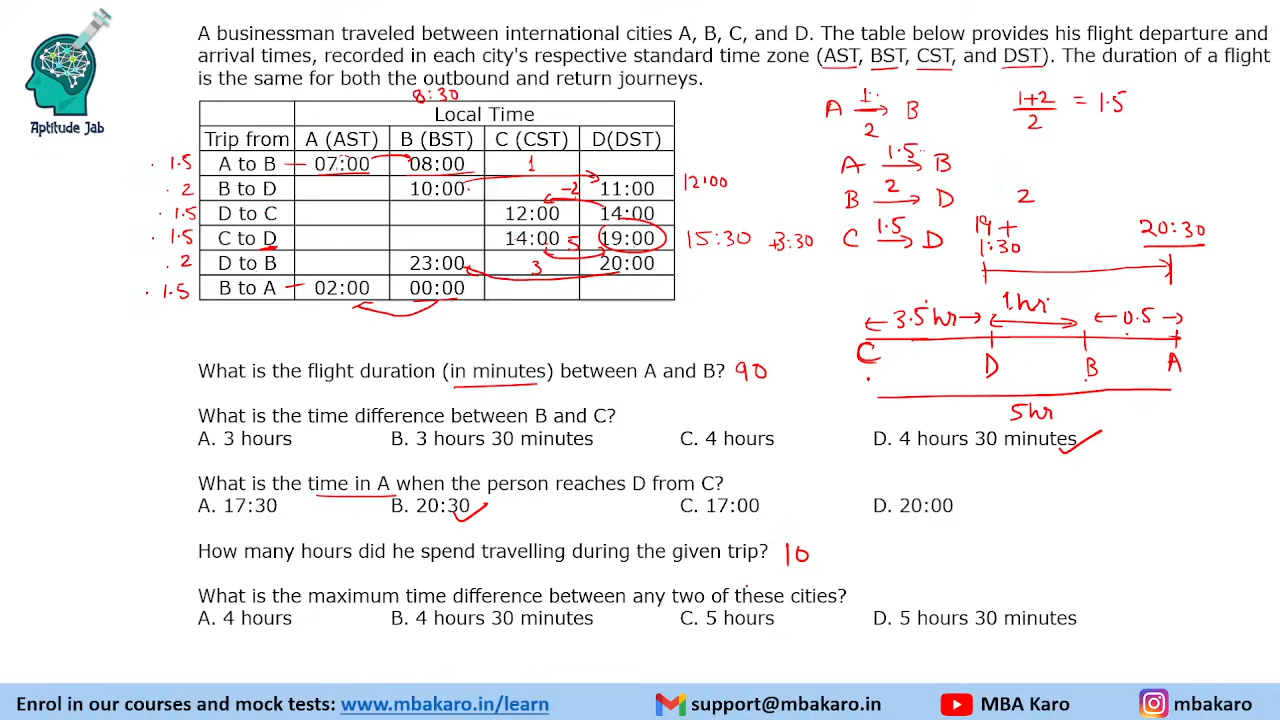 A businessman traveled between international cities A, B, C, and D. The table below provides his flight departure and
arrival times, recorded in each city's respective standard time zone (AST, BST, CST, and DST). The duration of a flight
is the same for both the outbound and return journeys.
Aptitude Jab
8:30
Local Time
Trip from A (AST) B (BST) C (CST) D(DST)
1.5 A to B 07:00 08:00 1
2 B to D 10:00 11:00 12:00
1.5 D to C 12:00 -2 14:00
1.5 C to D 14:00 5 19:00 15:30 +3:30
2 D to B 23:00 3 20:00
1.5 B to A 02:00 00:00
A 1 → B
2
1+2 = 1.5
2
A 1.5 → B
B 2 → D 2
C 1.5 → D
19 +
1:30
20:30
3.5hr 1hr 0.5
C D B A
5hr
What is the flight duration (in minutes) between A and B? 90
What is the time difference between B and C?
A. 3 hours B. 3 hours 30 minutes C. 4 hours D. 4 hours 30 minutes
What is the time in A when the person reaches D from C?
A. 17:30 B. 20:30 C. 17:00 D. 20:00
How many hours did he spend travelling during the given trip? 10
What is the maximum time difference between any two of these cities?
A. 4 hours B. 4 hours 30 minutes C. 5 hours D. 5 hours 30 minutes
Enrol in our courses and mock tests: www.mbakaro.in/learn support@mbakaro.in MBA Karo mbakaro